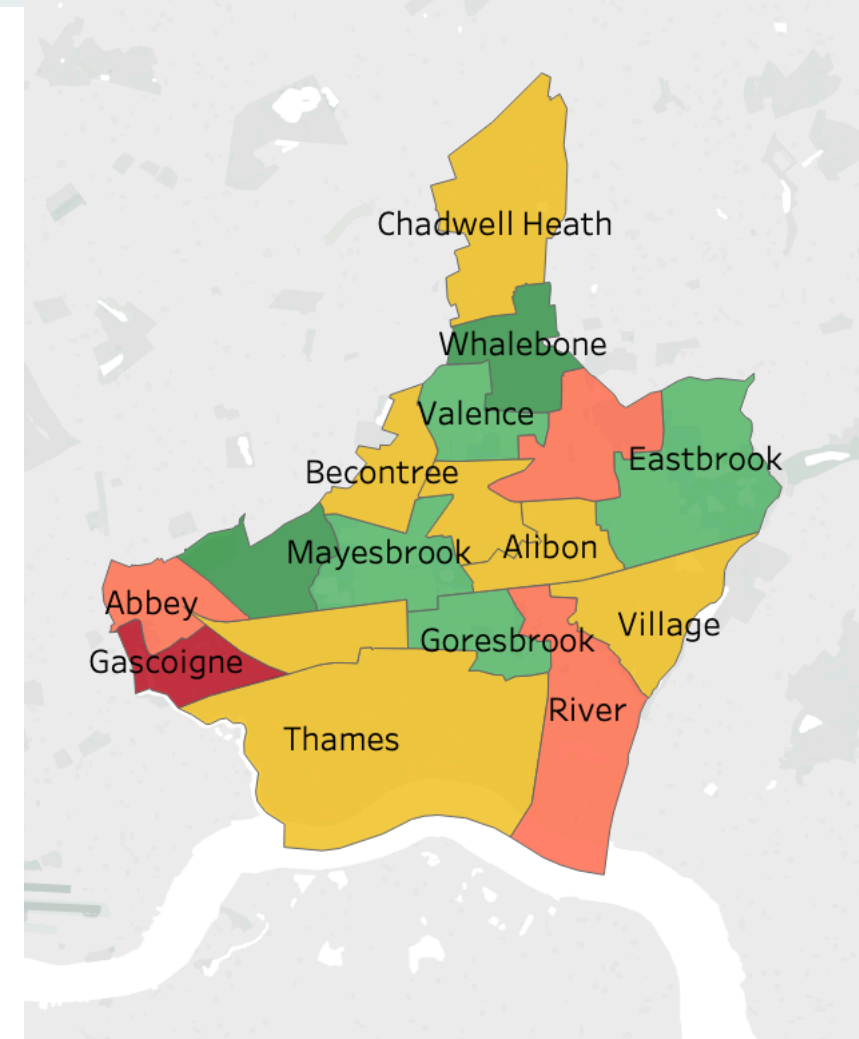 Chadwell Heath
Whalebone
Valence
Eastbrook
Becontree
Mayesbrook
Alibon
Abbey
Village
Goresbrook
Gascoigne
River
Thames